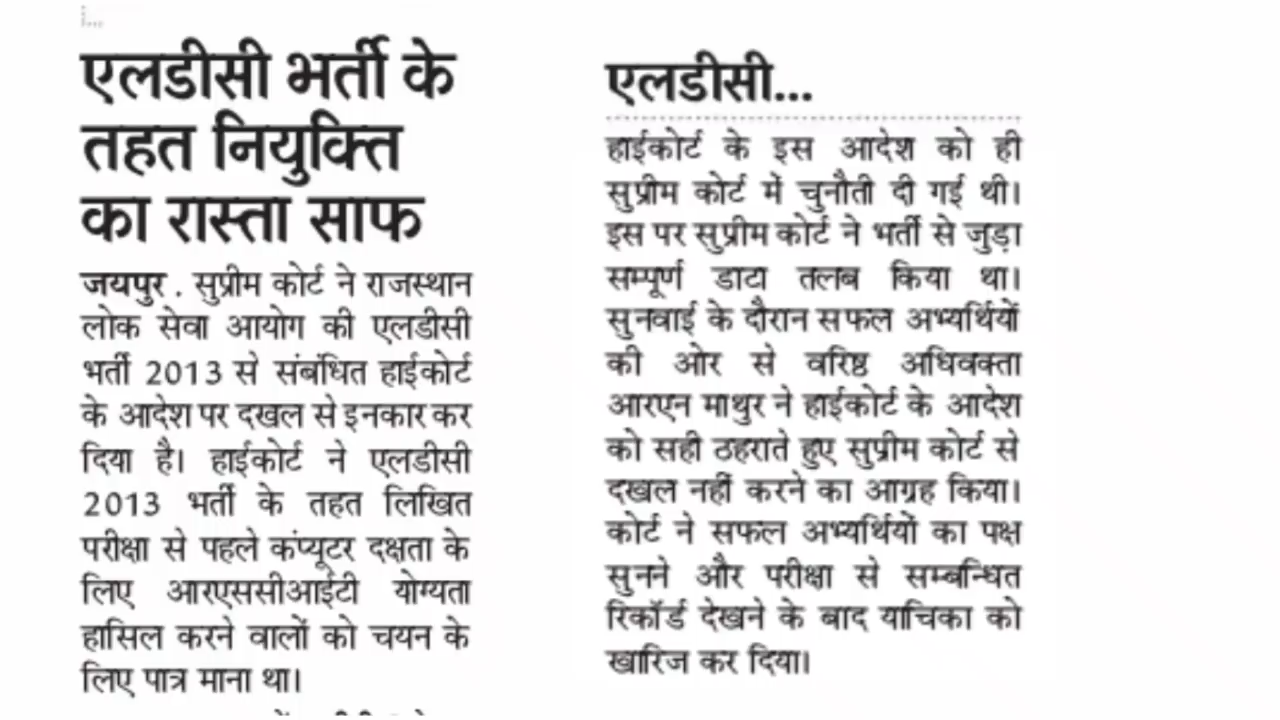 एलडीसी भर्ती के
तहत नियुक्ति
का रास्ता साफ
जयपुर. सुप्रीम कोर्ट ने राजस्थान
लोक सेवा आयोग की एलडीसी
भर्ती 2013 से संबंधित हाईकोर्ट
के आदेश पर दखल से इनकार कर
दिया है। हाईकोर्ट ने एलडीसी
2013 भर्ती के तहत लिखित
परीक्षा से पहले कंप्यूटर दक्षता के
लिए आरएससीआईटी योग्यता
हासिल करने वालों को चयन के
लिए पात्र माना था।
एलडीसी...
हाईकोर्ट के इस आदेश को ही
सुप्रीम कोर्ट में चुनौती दी गई थी।
इस पर सुप्रीम कोर्ट ने भर्ती से जुड़ा
सम्पूर्ण डाटा तलब किया था।
सुनवाई के दौरान सफल अभ्यर्थियों
की ओर से वरिष्ठ अधिवक्ता
आरएन माथुर ने हाईकोर्ट के आदेश
को सही ठहराते हुए सुप्रीम कोर्ट से
दखल नहीं करने का आग्रह किया।
कोर्ट ने सफल अभ्यर्थियों का पक्ष
सुनने और परीक्षा से सम्बन्धित
रिकॉर्ड देखने के बाद याचिका को
खारिज कर दिया।